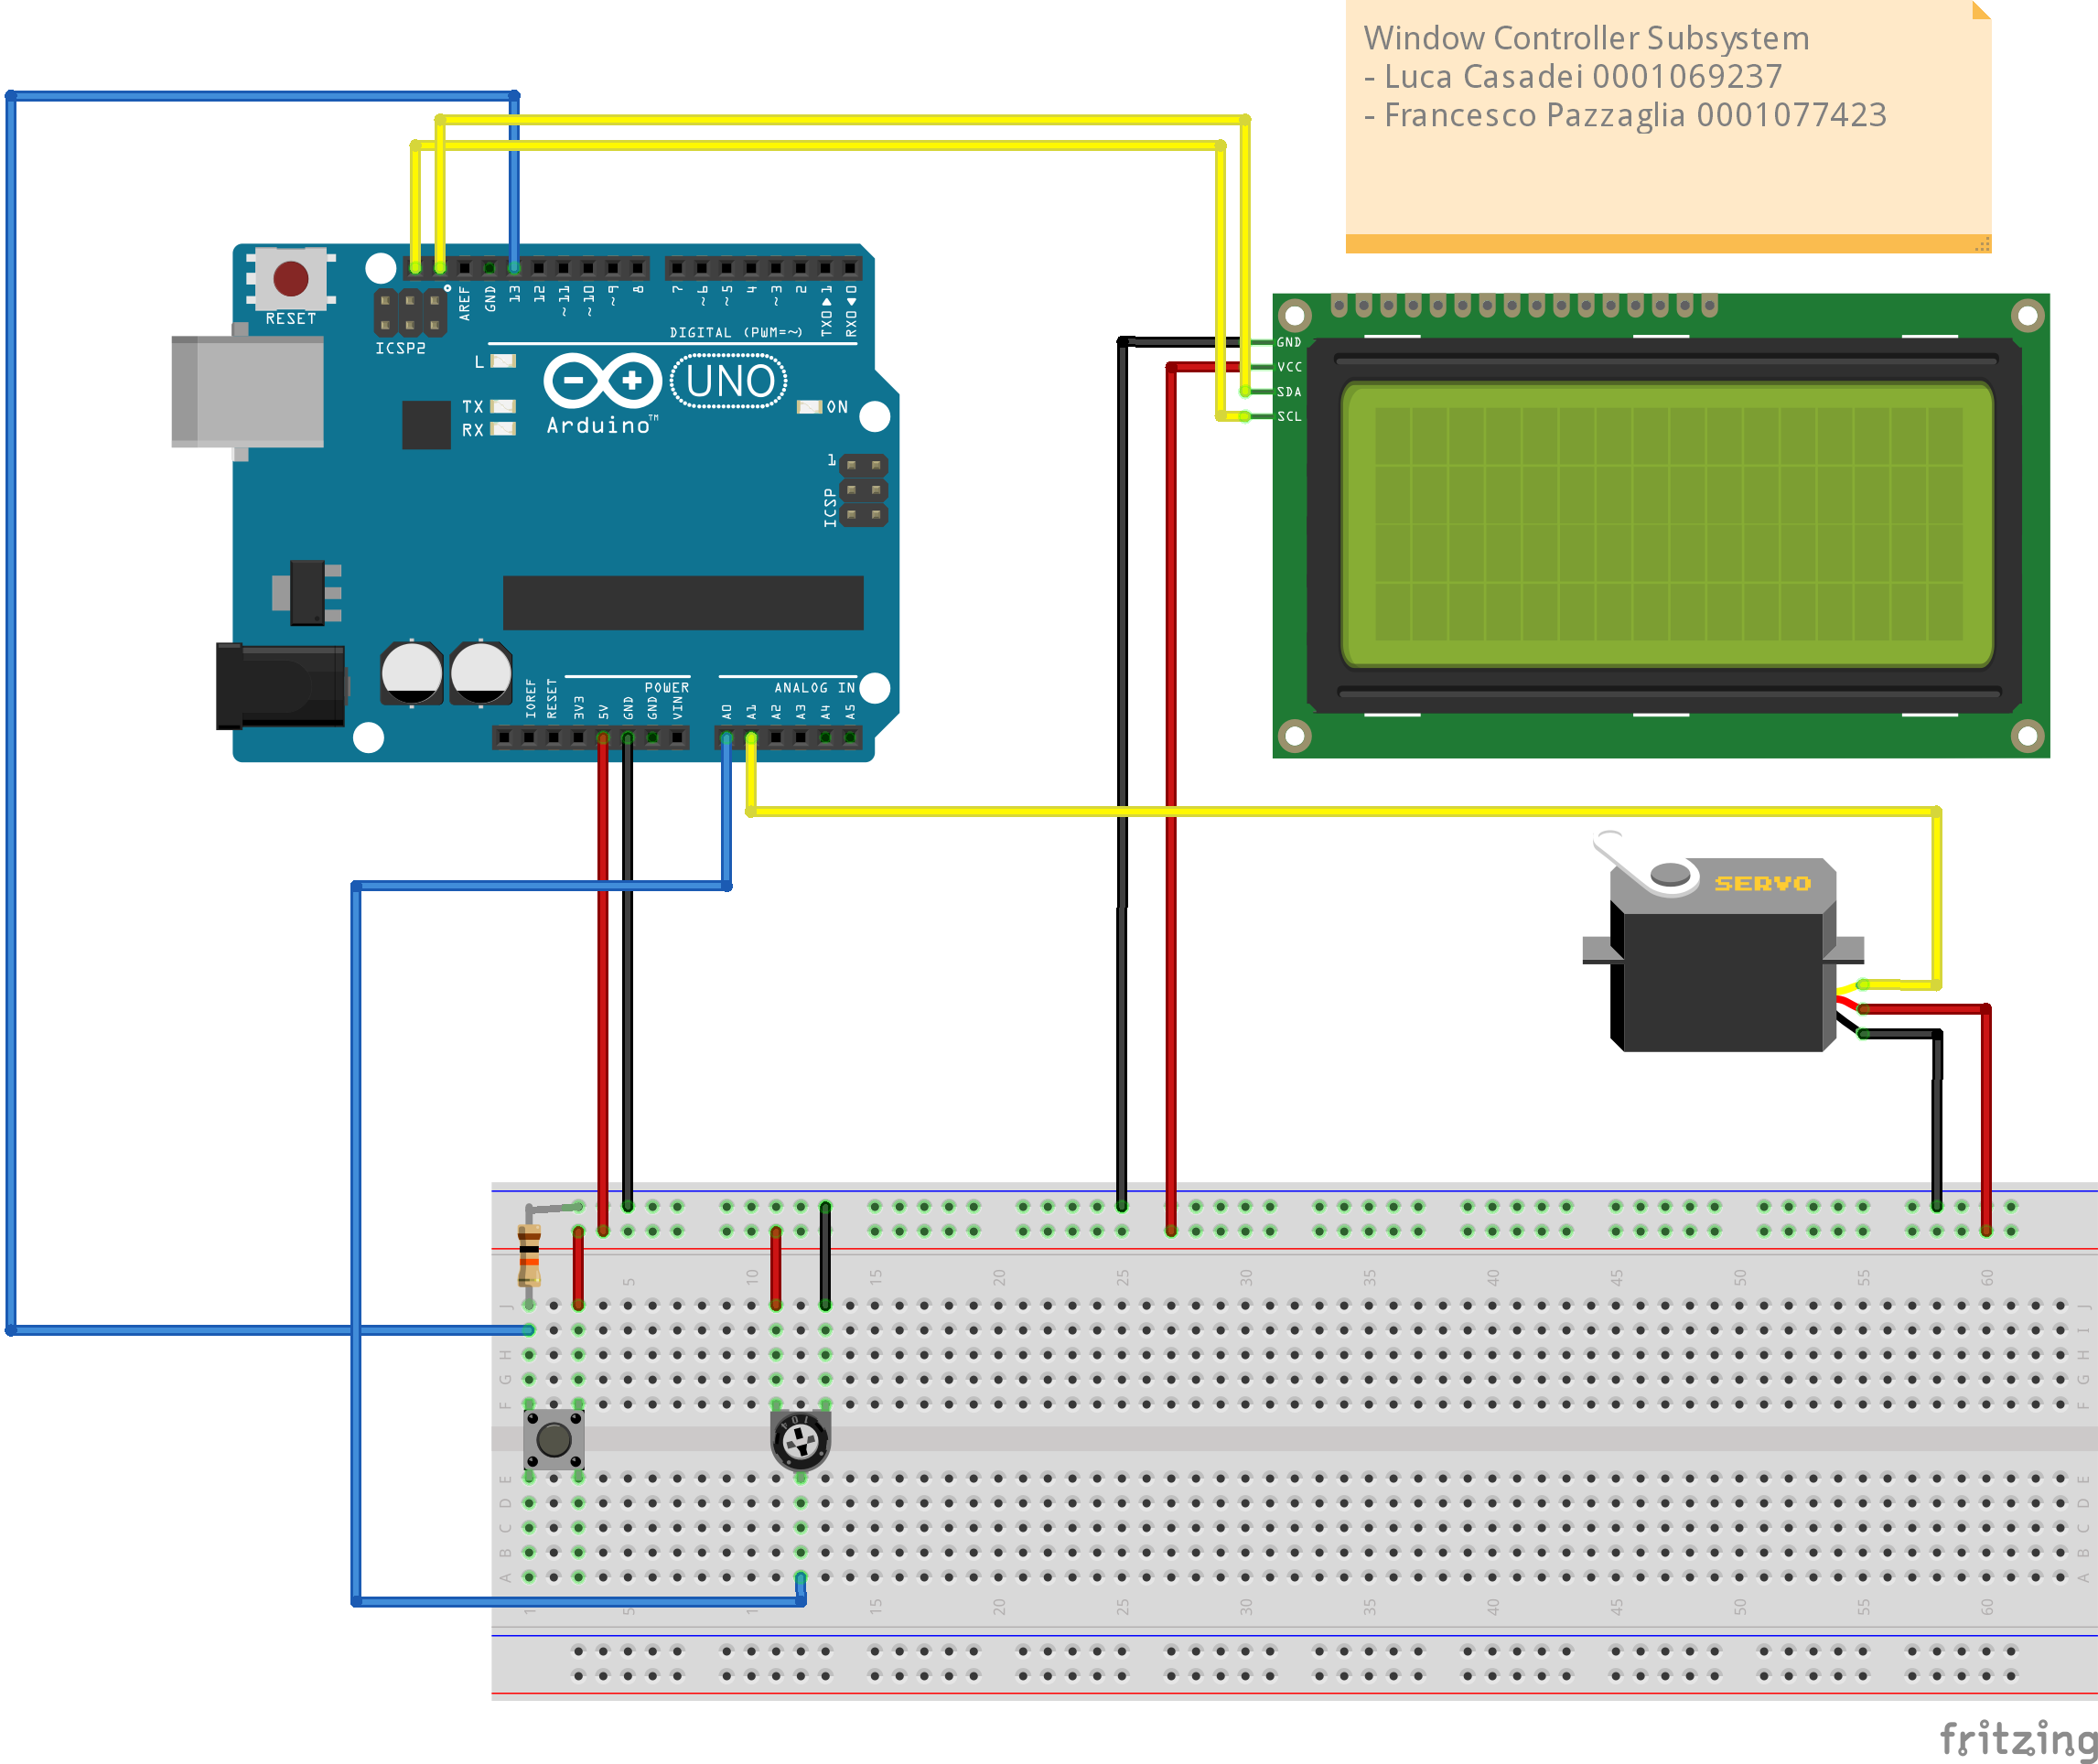 Window Controller Subsystem
- Luca Casadei 0001069237
- Francesco Pazzaglia 0001077423
RESET
ICSP2
AREF
GND
13
12
~11
~10
~9
8
7
~6
~5
4
~3
2
TX0 1
RX0 0
DIGITAL (PWM=~)
L
TX
RX
UNO
Arduino™
ON
1
ICSP
IOREF
RESET
3V3
5V
GND
GND
VIN
POWER
A0
A1
A2
A3
A4
A5
ANALOG IN
GND
VCC
SDA
SCL
SERVO
5 10 15 20 25 30 35 40 45 50 55 60
J J
I
H H
G G
F F
104
E E
D D
C C
B B
A A
1 5 1 15 20 25 30 35 40 45 50 55 60
fritzing